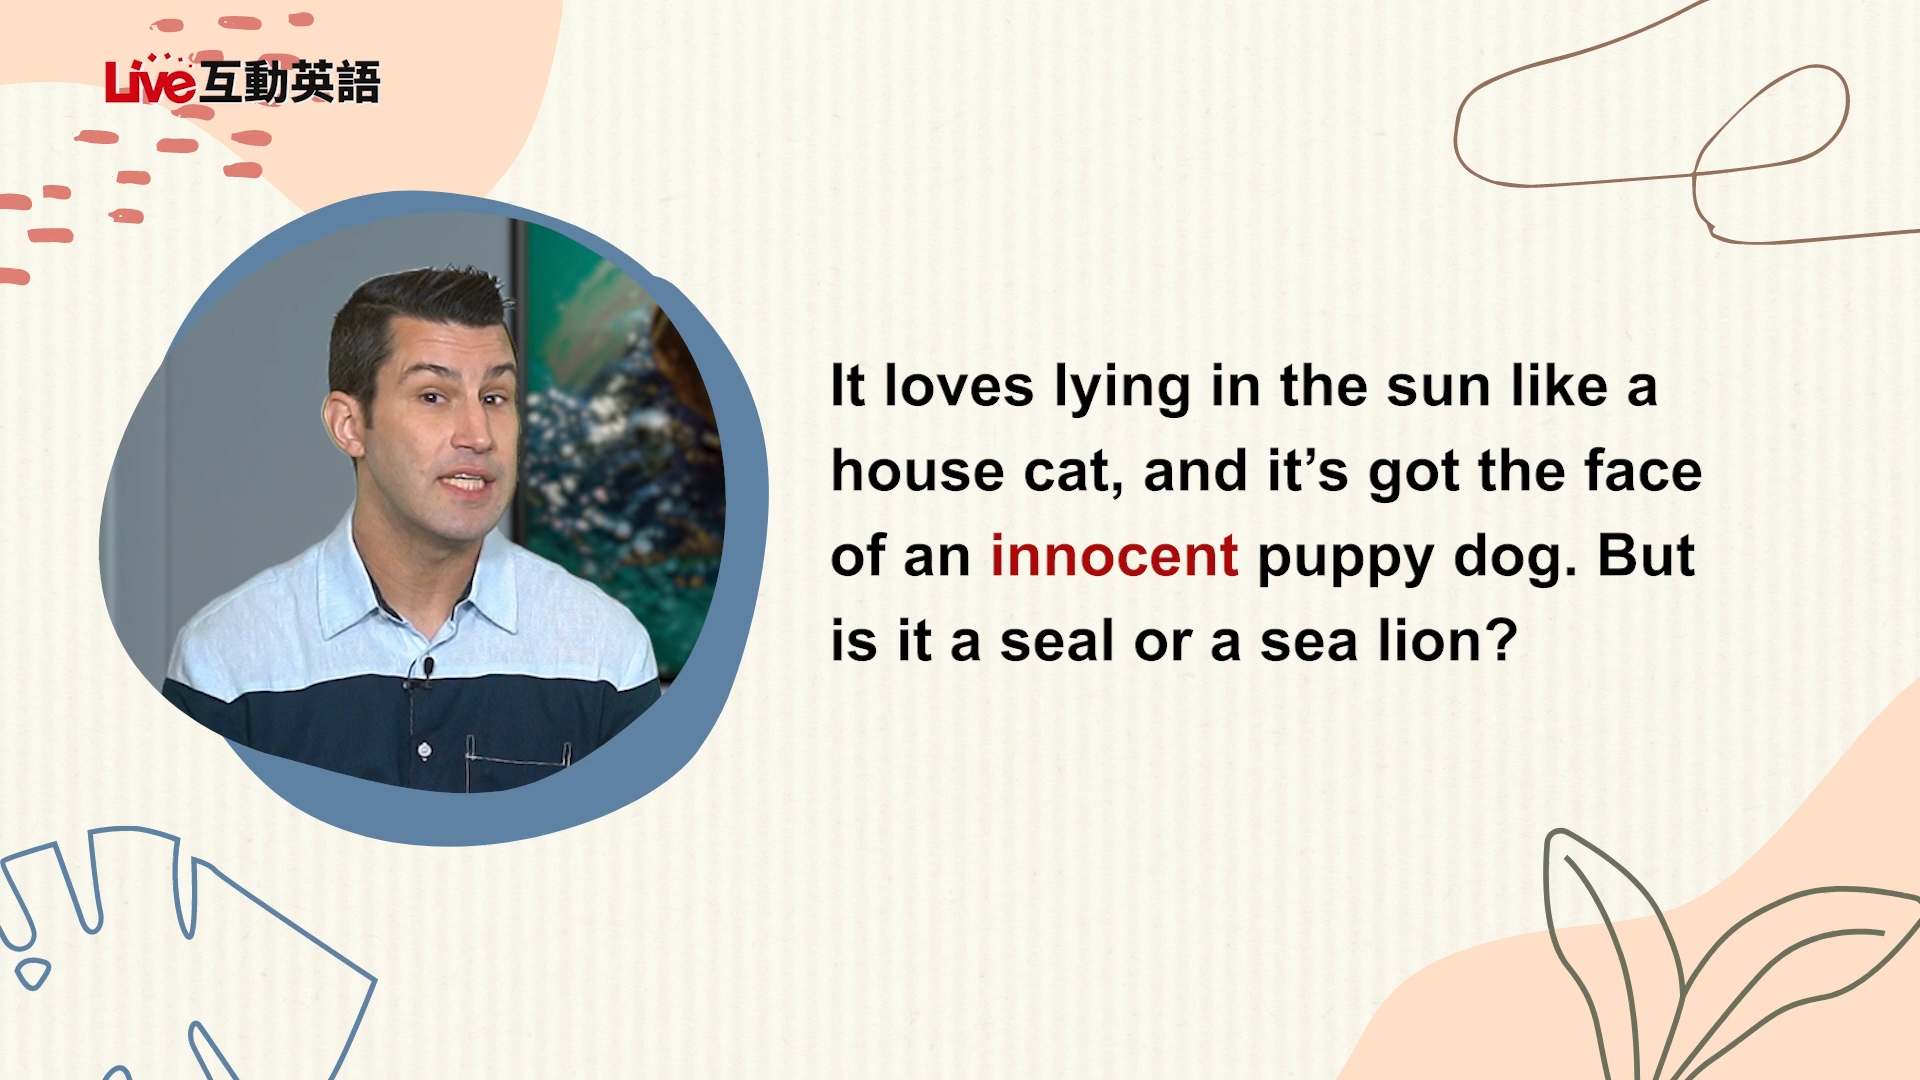 Live互動英語
It loves lying in the sun like a
house cat, and it’s got the face
of an innocent puppy dog. But
is it a seal or a sea lion?